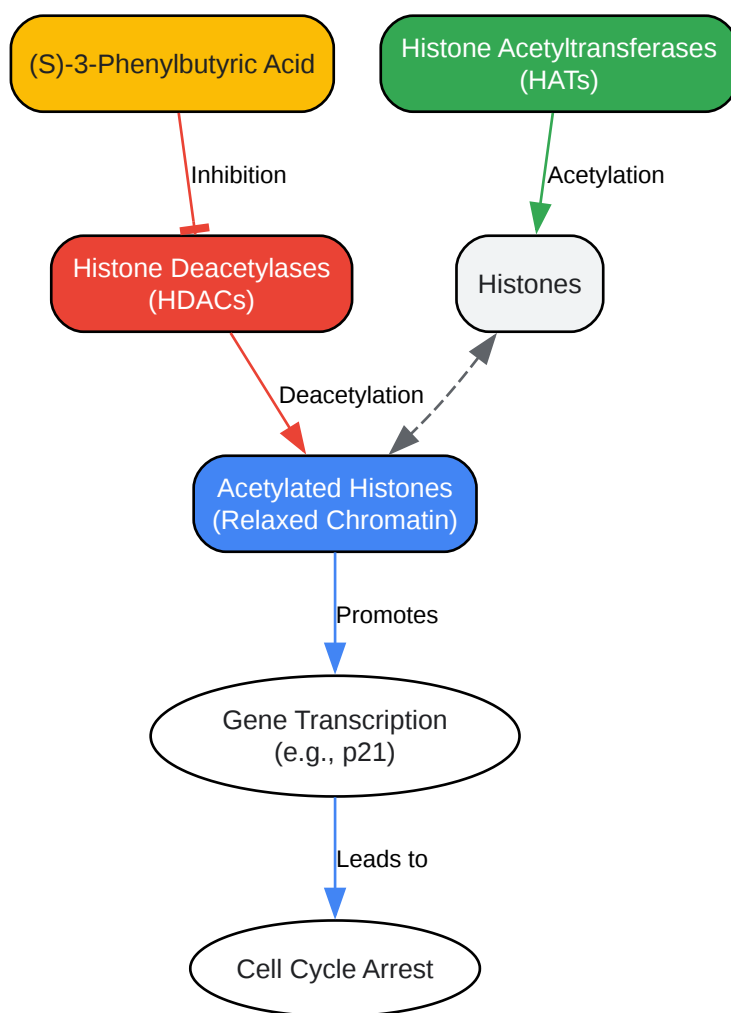 (S)-3-Phenylbutyric Acid
Histone Acetyltransferases
(HATs)
Inhibition
Acetylation
Histone Deacetylases
(HDACs)
Histones
Deacetylation
Acetylated Histones
(Relaxed Chromatin)
Promotes
Gene Transcription
(e.g., p21)
Leads to
Cell Cycle Arrest